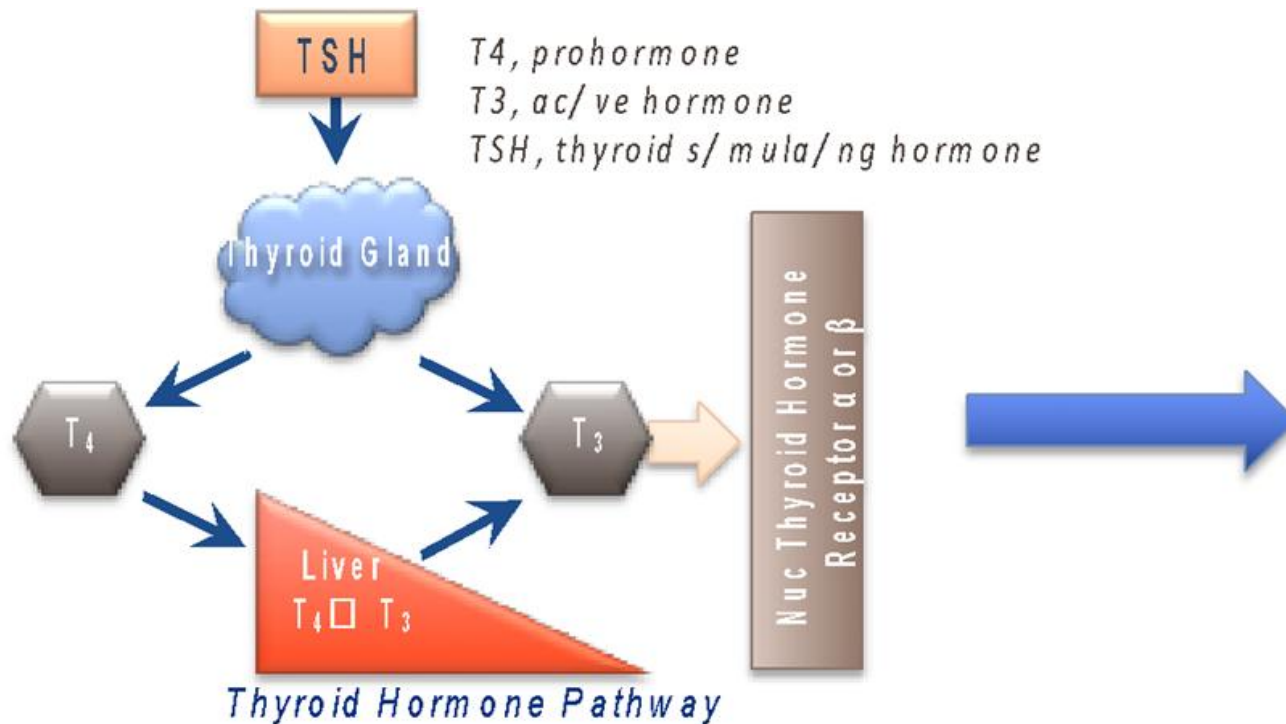 TSH
T4, prohormone
T3, ac/ ve hormone
TSH, thyroid s/ mula/ ng hormone
Thyroid Gland
T₄
T₃
Nuc Thyroid Hormone
Receptor α or β
Liver
T₄□ T₃
Thyroid Hormone Pathway